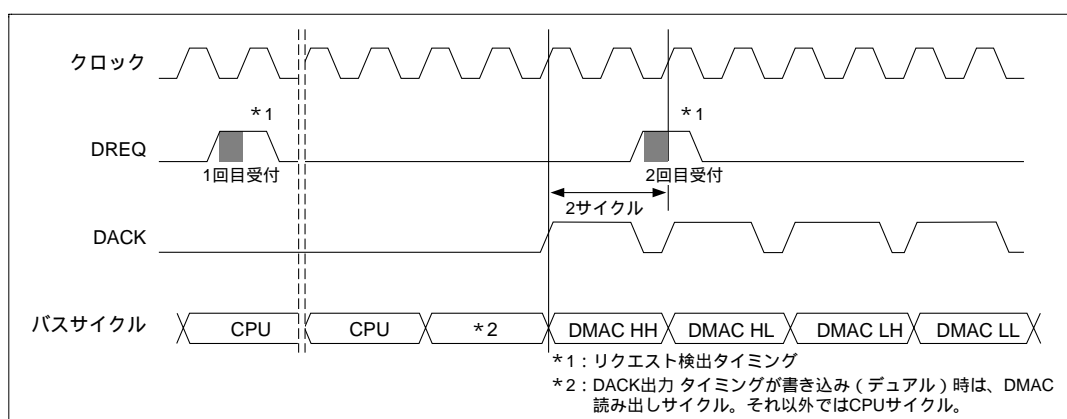 クロック
*1 *1
DREQ
1回目受付 2回目受付
2サイクル
DACK
バスサイクル CPU CPU *2 DMAC HH DMAC HL DMAC LH DMAC LL
*1：リクエスト検出タイミング
*2：DACK出力 タイミングが書き込み（デュアル）時は、DMAC
読み出しサイクル。それ以外ではCPUサイクル。